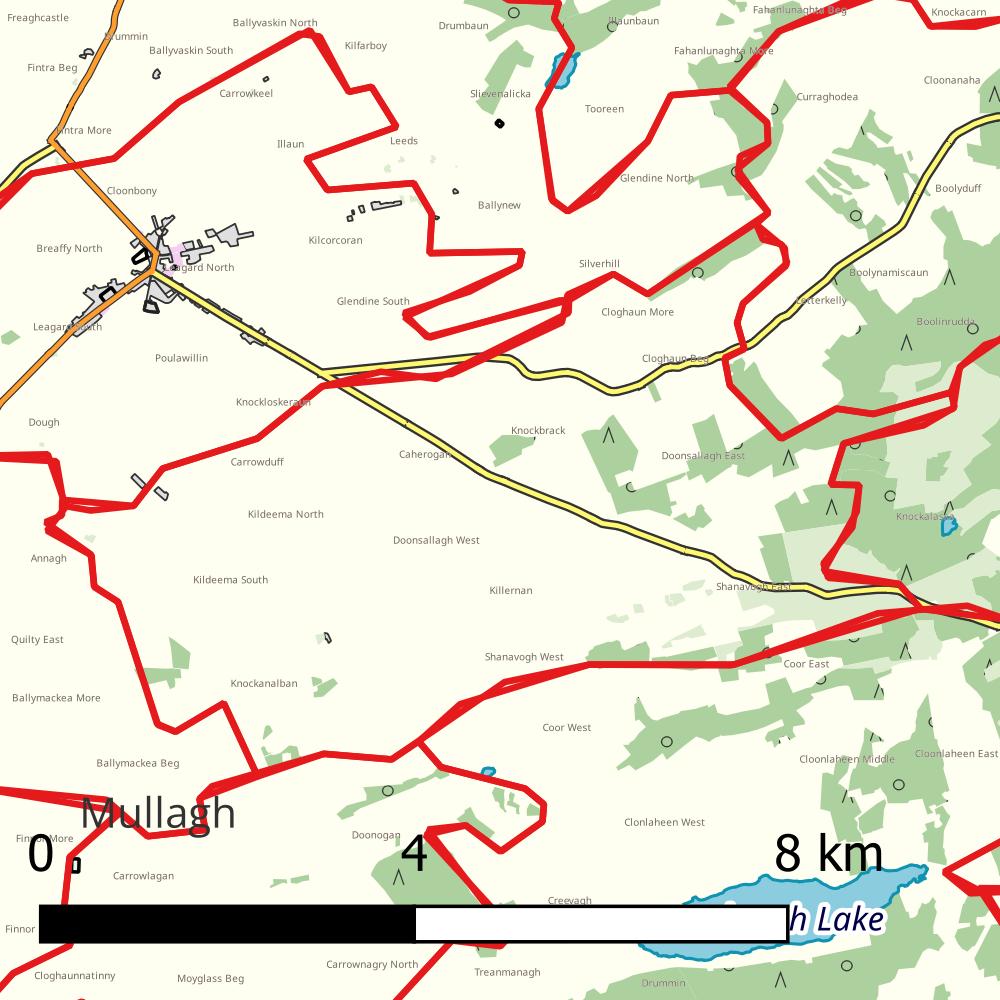 Freaghcastle
Drummin
Ballyvaskin North
Drumbaun
Illaunbaun
Fahanlunaghta Beg
Knockacarn
Ballyvaskin South
Kilfarboy
Fahanlunaghta More
Fintra Beg
Carrowkeel
Slievenalicka
Tooreen
Curraghodea
Cloonanaha
Fintra More
Illaun
Leeds
Cloonbony
Ballynew
Glendine North
Boolyduff
Breaffy North
Kilcorcoran
Leagard North
Silverhill
Boolynamiscaun
Glendine South
Cloghaun More
Letterkelly
Leagard South
Boolinrudda
Poulawillin
Cloghaun Beg
Knockloskeraun
Dough
Knockbrack
Carrowduff
Caherogan
Doonsallagh East
Kildeema North
Knockalassa
Doonsallagh West
Annagh
Kildeema South
Killernan
Shanavogh East
Quilty East
Shanavogh West
Coor East
Knockanalban
Ballymackea More
Coor West
Ballymackea Beg
Cloonlaheen Middle
Cloonlaheen East
Mullagh
Clonlaheen West
Finnor More
Doonogan
0 4 8 km
Carrowlagan
Creevagh
Finnor
h Lake
Carrownagry North
Treanmanagh
Cloghaunnatinny
Moyglass Beg
Drummin